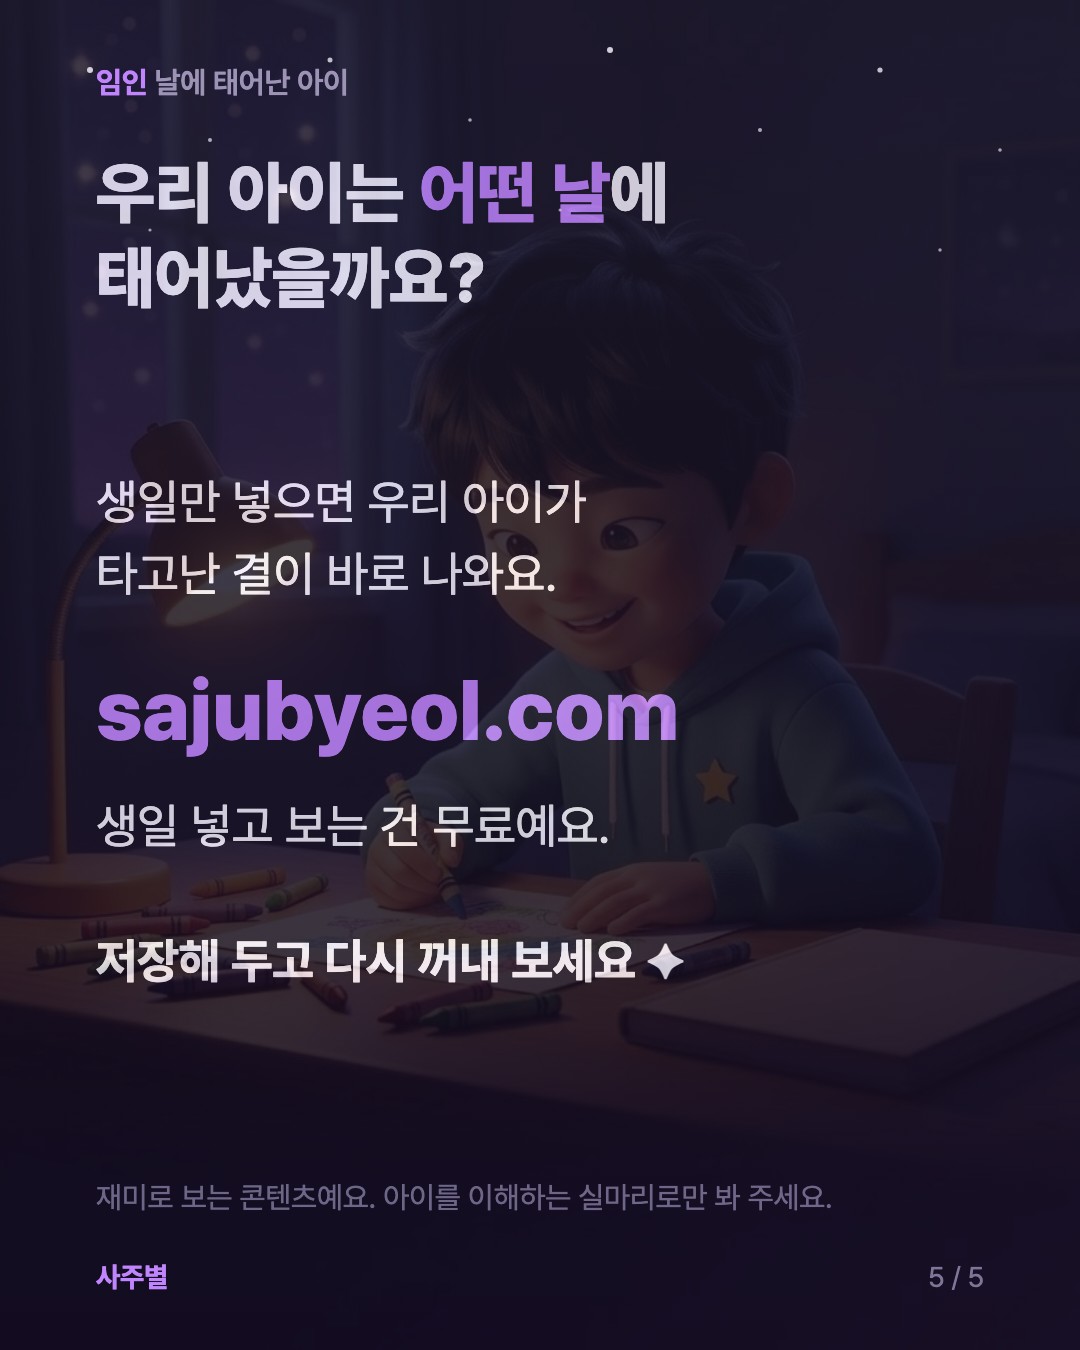 임인 날에 태어난 아이
우리 아이는 어떤 날에
태어났을까요?
생일만 넣으면 우리 아이가
타고난 결이 바로 나와요.
sajubyeol.com
생일 넣고 보는 건 무료예요.
저장해 두고 다시 꺼내 보세요 ✦
재미로 보는 콘텐츠예요. 아이를 이해하는 실마리로만 봐 주세요.
사주별
5 / 5